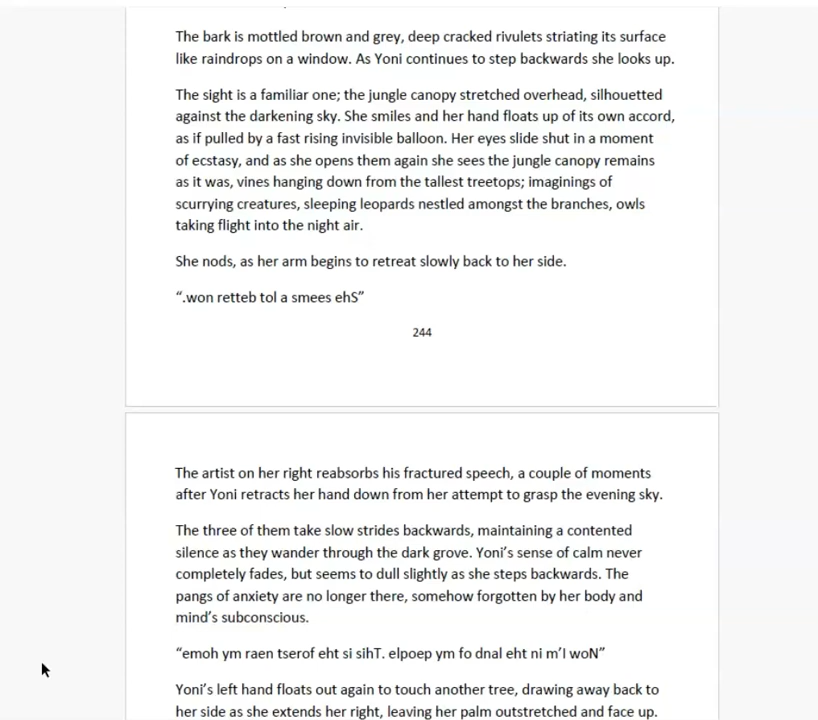 The bark is mottled brown and grey, deep cracked rivulets striating its surface
like raindrops on a window. As Yoni continues to step backwards she looks up.
The sight is a familiar one; the jungle canopy stretched overhead, silhouetted
against the darkening sky. She smiles and her hand floats up of its own accord,
as if pulled by a fast rising invisible balloon. Her eyes slide shut in a moment
of ecstasy, and as she opens them again she sees the jungle canopy remains
as it was, vines hanging down from the tallest treetops; imaginings of
scurrying creatures, sleeping leopards nestled amongst the branches, owls
taking flight into the night air.
She nods, as her arm begins to retreat slowly back to her side.
“.won retteb tol a smees ehS”
244
The artist on her right reabsorbs his fractured speech, a couple of moments
after Yoni retracts her hand down from her attempt to grasp the evening sky.
The three of them take slow strides backwards, maintaining a contented
silence as they wander through the dark grove. Yoni’s sense of calm never
completely fades, but seems to dull slightly as she steps backwards. The
pangs of anxiety are no longer there, somehow forgotten by her body and
mind’s subconscious.
“emoh ym raen tserof eht si sihT. elpoep ym fo dnal eht ni m’I woN”
Yoni’s left hand floats out again to touch another tree, drawing away back to
her side as she extends her right, leaving her palm outstretched and face up.